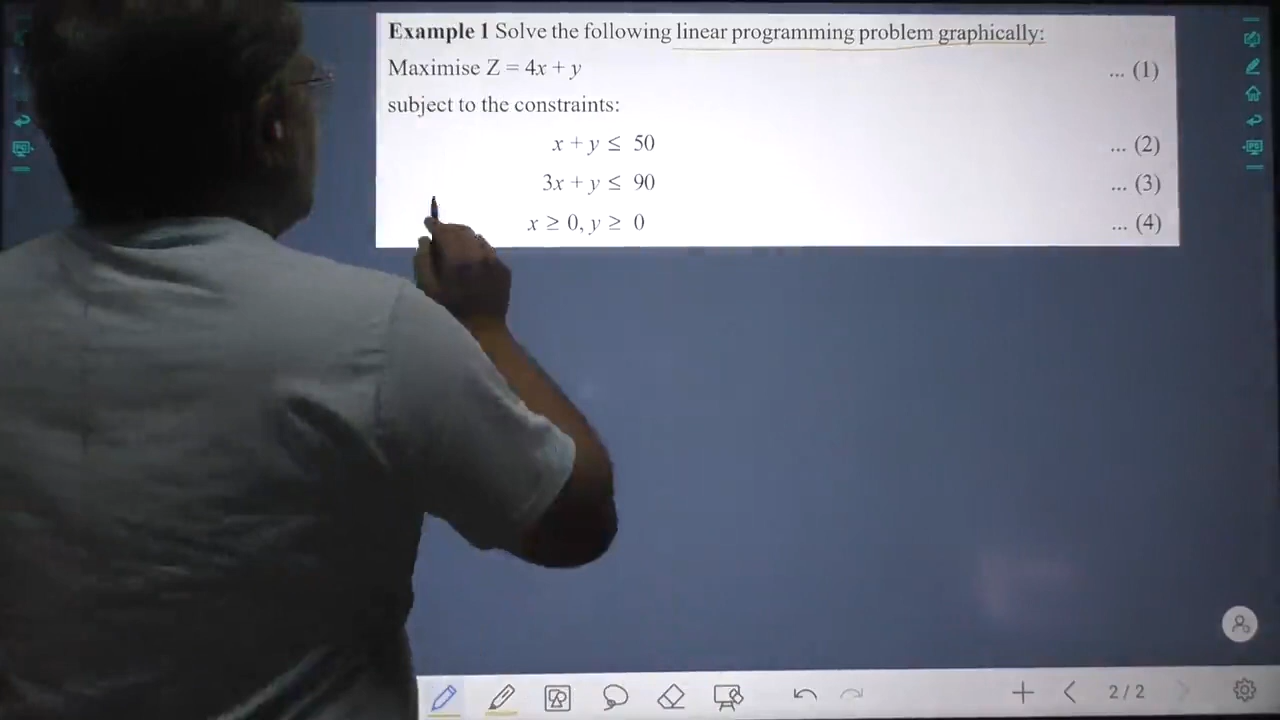 Example 1 Solve the following linear programming problem graphically:
Maximise Z = 4x + y ... (1)
subject to the constraints:
x + y ≤ 50 ... (2)
3x + y ≤ 90 ... (3)
x ≥ 0, y ≥ 0 ... (4)
2 / 2